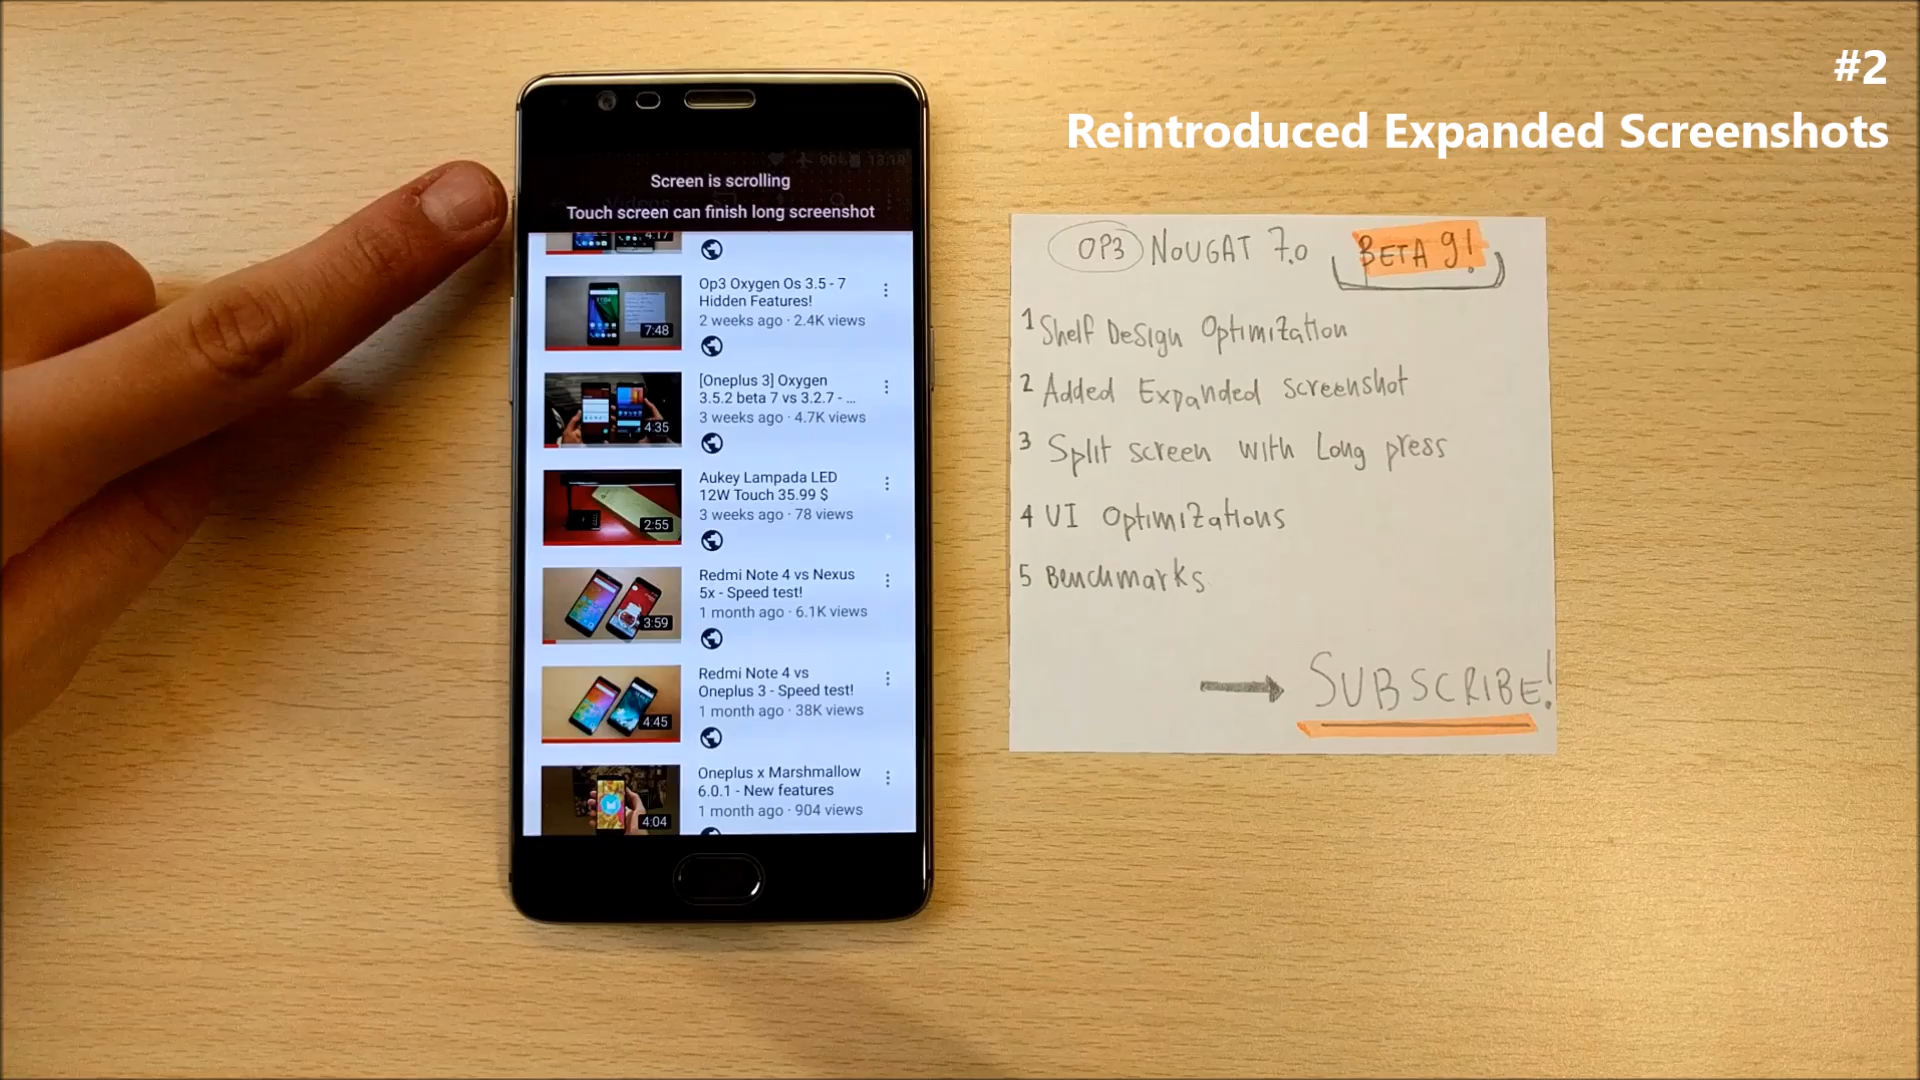 #2
Reintroduced Expanded Screenshots
90% 13:19
Screen is scrolling
Touch screen can finish long screenshot
4:17
Op3 Oxygen Os 3.5 - 7
Hidden Features!
2 weeks ago · 2.4K views
7:48
[Oneplus 3] Oxygen
3.5.2 beta 7 vs 3.2.7 - ...
3 weeks ago · 4.7K views
4:35
Aukey Lampada LED
12W Touch 35.99 $
3 weeks ago · 78 views
2:55
Redmi Note 4 vs Nexus
5x - Speed test!
1 month ago · 6.1K views
3:59
Redmi Note 4 vs
Oneplus 3 - Speed test!
1 month ago · 38K views
4:45
Oneplus x Marshmallow
6.0.1 - New features
1 month ago · 904 views
4:04
OP3 NOUGAT 7.0 BETA 9!
1 Shelf Design Optimization
2 Added Expanded screenshot
3 Split screen with Long press
4 UI Optimizations
5 Benchmarks
SUBSCRIBE!